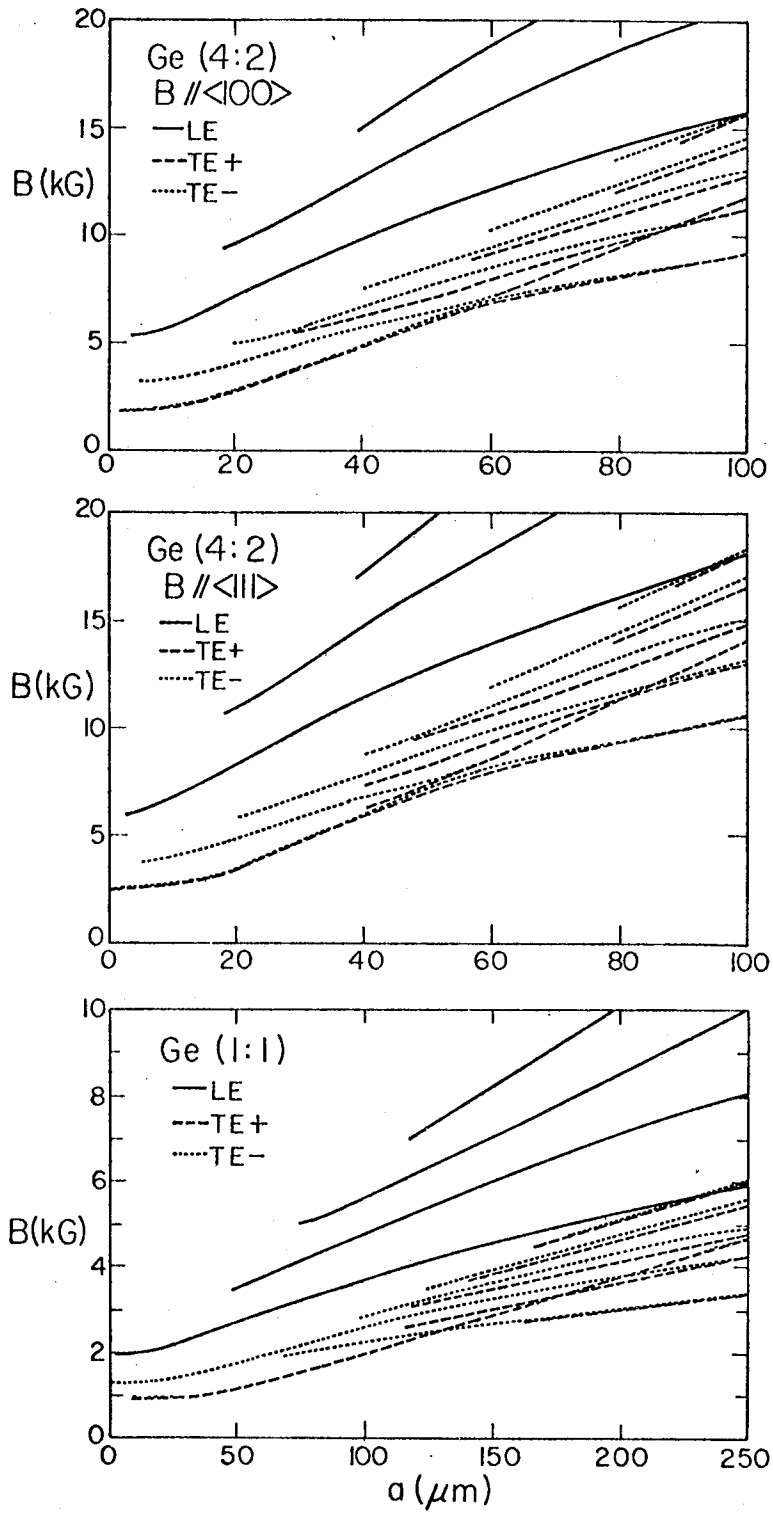 20
Ge (4:2)
B // <100>
LE
TE+
TE-
15
B (kG)
10
5
0
0 20 40 60 80 100
20
Ge (4:2)
B // <111>
LE
TE+
TE-
15
B(kG)
10
5
0
0 20 40 60 80 100
10
Ge (1:1)
LE
TE+
TE-
8
6
B(kG)
4
2
0
0 50 100 150 200 250
a (μm)